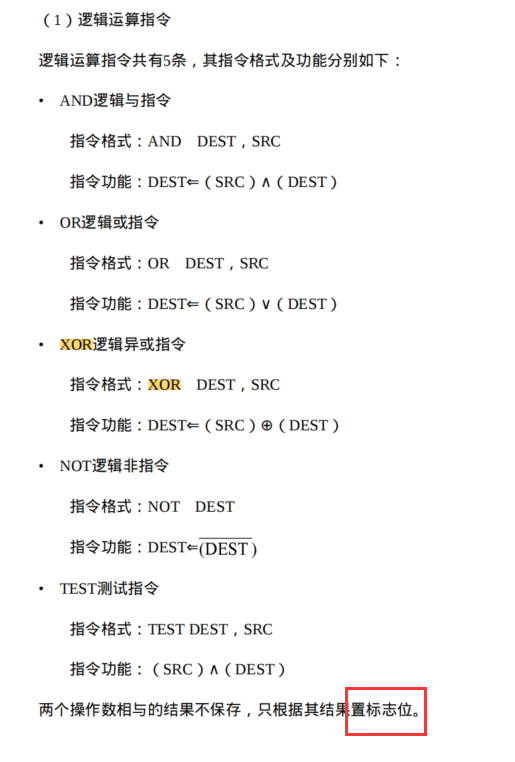 （1）逻辑运算指令
逻辑运算指令共有5条，其指令格式及功能分别如下：
• AND逻辑与指令
指令格式：AND DEST，SRC
指令功能：DEST⇐（SRC）∧（DEST）
• OR逻辑或指令
指令格式：OR DEST，SRC
指令功能：DEST⇐（SRC）∨（DEST）
• XOR逻辑异或指令
指令格式：XOR DEST，SRC
指令功能：DEST⇐（SRC）⊕（DEST）
• NOT逻辑非指令
指令格式：NOT DEST
指令功能：DEST⇐(DEST)
• TEST测试指令
指令格式：TEST DEST，SRC
指令功能：（SRC）∧（DEST）
两个操作数相与的结果不保存，只根据其结果置标志位。